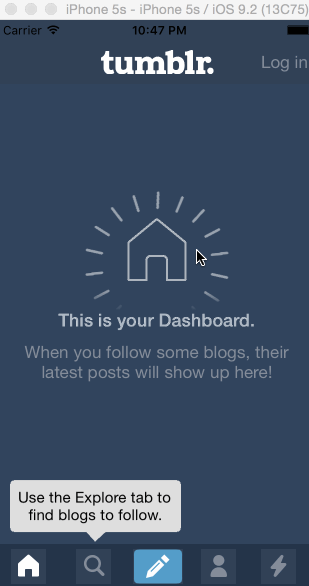 iPhone 5s - iPhone 5s / iOS 9.2 (13C75)
Carrier 10:47 PM
tumblr. Log in
This is your Dashboard.
When you follow some blogs, their
latest posts will show up here!
Use the Explore tab to
find blogs to follow.